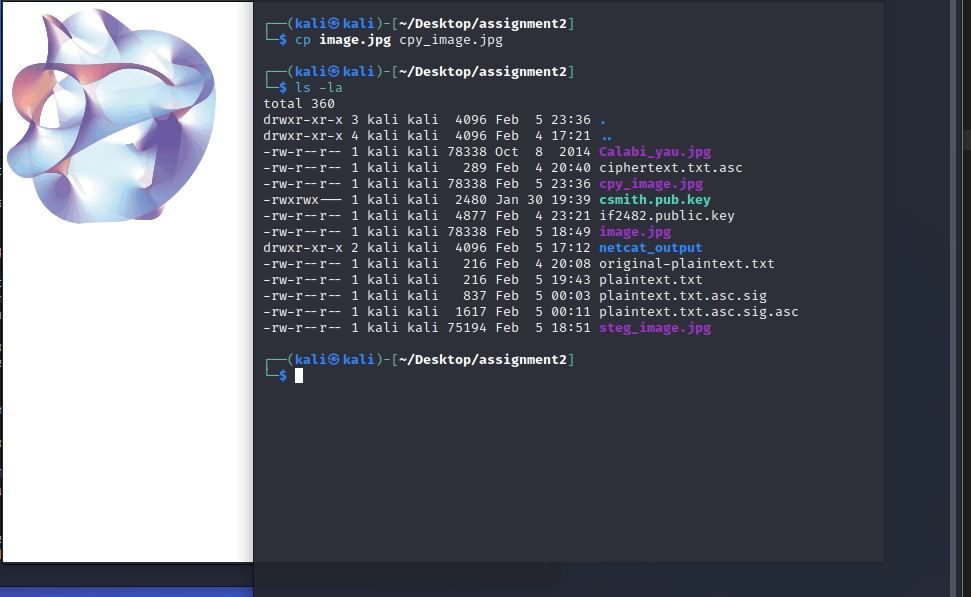 ┌──(kali㉿kali)-[~/Desktop/assignment2]
└─$ cp image.jpg cpy_image.jpg
┌──(kali㉿kali)-[~/Desktop/assignment2]
└─$ ls -la
total 360
drwxr-xr-x 3 kali kali  4096 Feb  5 23:36 .
drwxr-xr-x 4 kali kali  4096 Feb  4 17:21 ..
-rw-r--r-- 1 kali kali 78338 Oct  8  2014 Calabi_yau.jpg
-rw-r--r-- 1 kali kali   289 Feb  4 20:40 ciphertext.txt.asc
-rw-r--r-- 1 kali kali 78338 Feb  5 23:36 cpy_image.jpg
-rwxrwx--- 1 kali kali  2480 Jan 30 19:39 csmith.pub.key
-rw-r--r-- 1 kali kali  4877 Feb  4 23:21 if2482.public.key
-rw-r--r-- 1 kali kali 78338 Feb  5 18:49 image.jpg
drwxr-xr-x 2 kali kali  4096 Feb  5 17:12 netcat_output
-rw-r--r-- 1 kali kali   216 Feb  4 20:08 original-plaintext.txt
-rw-r--r-- 1 kali kali   216 Feb  5 19:43 plaintext.txt
-rw-r--r-- 1 kali kali   837 Feb  5 00:03 plaintext.txt.asc.sig
-rw-r--r-- 1 kali kali  1617 Feb  5 00:11 plaintext.txt.asc.sig.asc
-rw-r--r-- 1 kali kali 75194 Feb  5 18:51 steg_image.jpg
┌──(kali㉿kali)-[~/Desktop/assignment2]
└─$